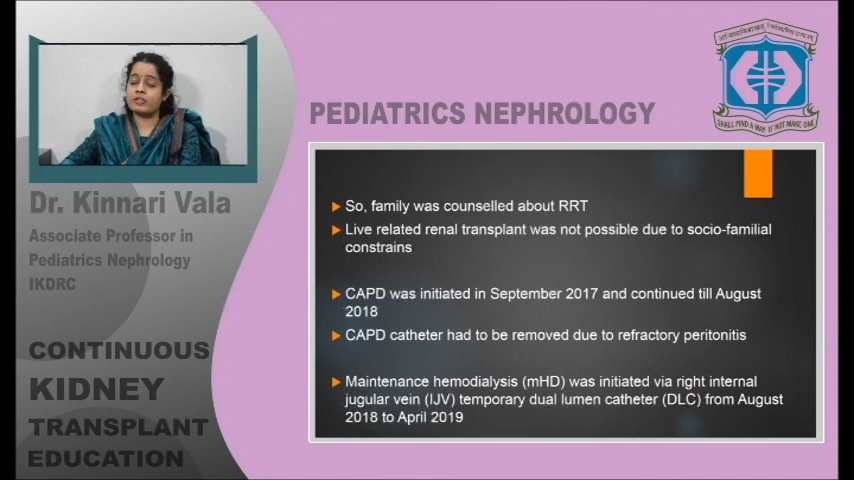 PEDIATRICS NEPHROLOGY
SHALL FIND A WAY IF NOT MAKE ONE
Dr. Kinnari Vala
Associate Professor in
Pediatrics Nephrology
IKDRC
CONTINUOUS
KIDNEY
TRANSPLANT
EDUCATION
So, family was counselled about RRT
Live related renal transplant was not possible due to socio-familial
constrains
CAPD was initiated in September 2017 and continued till August
2018
CAPD catheter had to be removed due to refractory peritonitis
Maintenance hemodialysis (mHD) was initiated via right internal
jugular vein (IJV) temporary dual lumen catheter (DLC) from August
2018 to April 2019